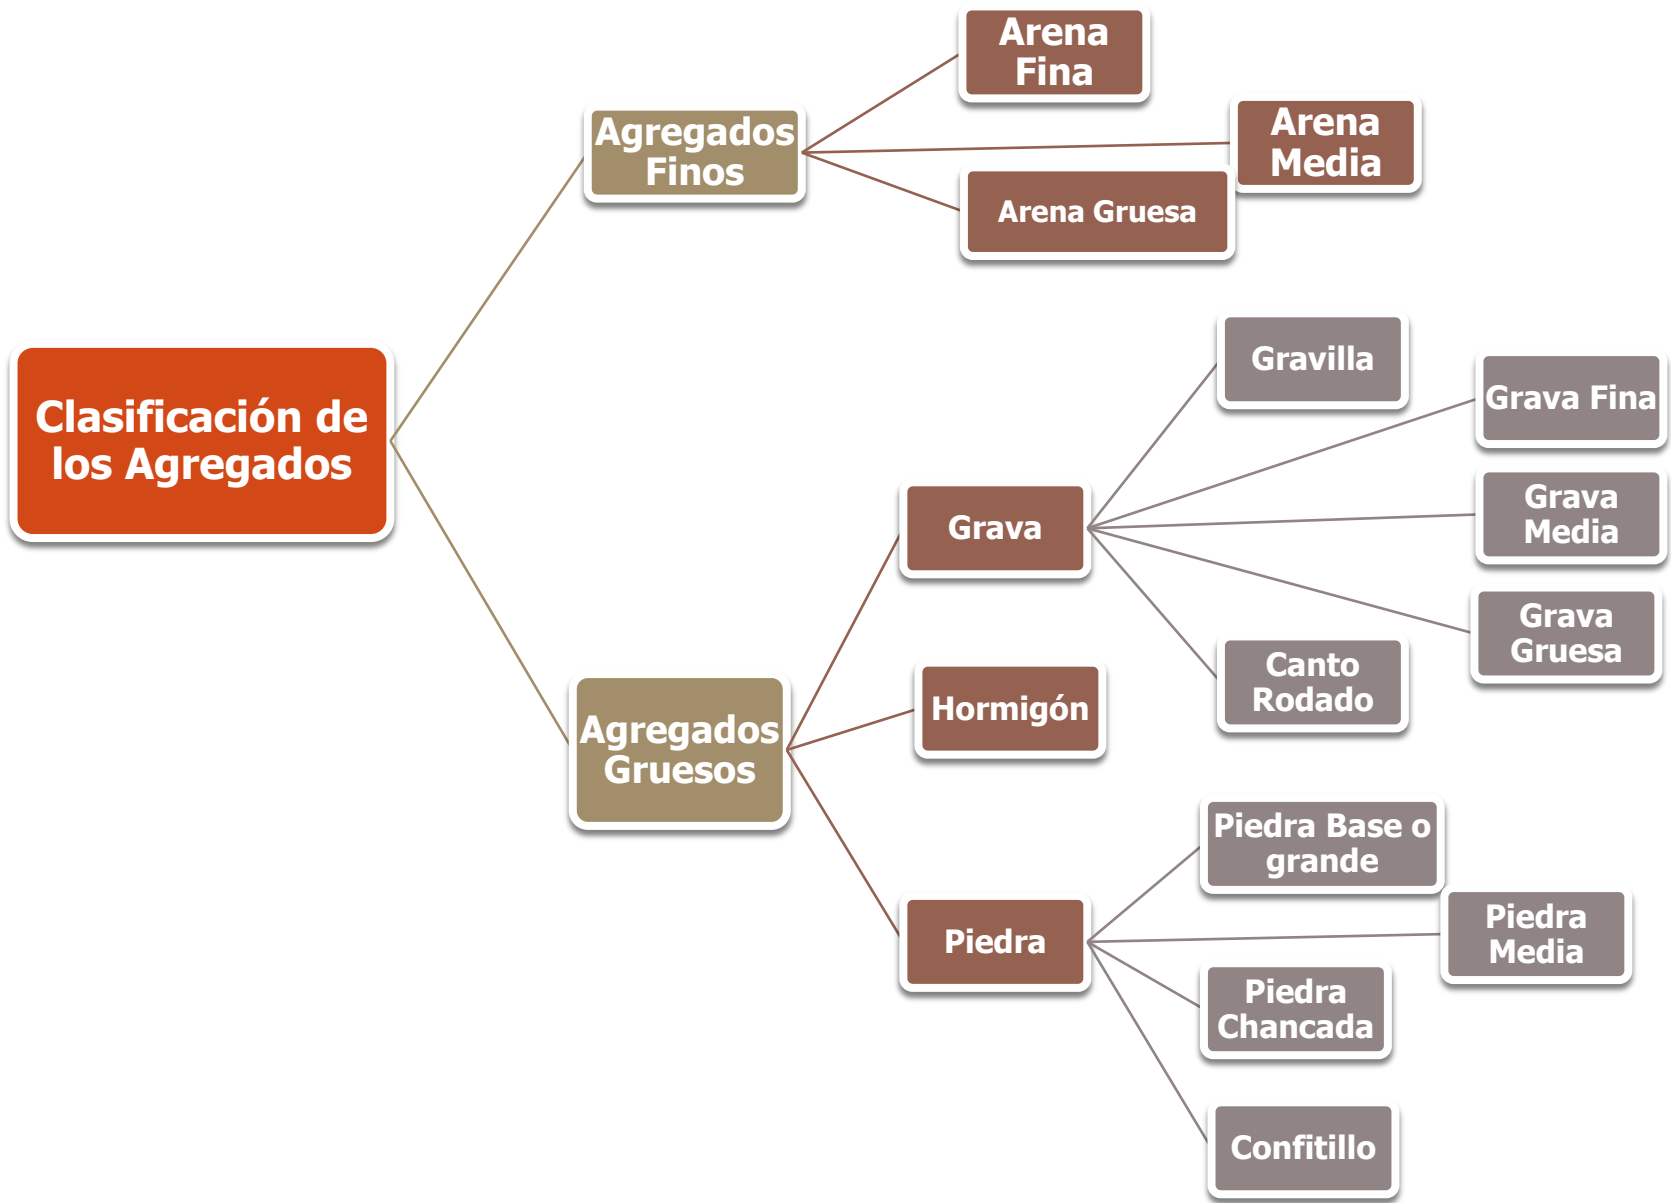 Clasificación de
los Agregados
Agregados
Finos
Arena
Fina
Arena
Media
Arena Gruesa
Agregados
Gruesos
Grava
Gravilla
Grava Fina
Grava
Media
Grava
Gruesa
Canto
Rodado
Hormigón
Piedra
Piedra Base o
grande
Piedra
Media
Piedra
Chancada
Confitillo